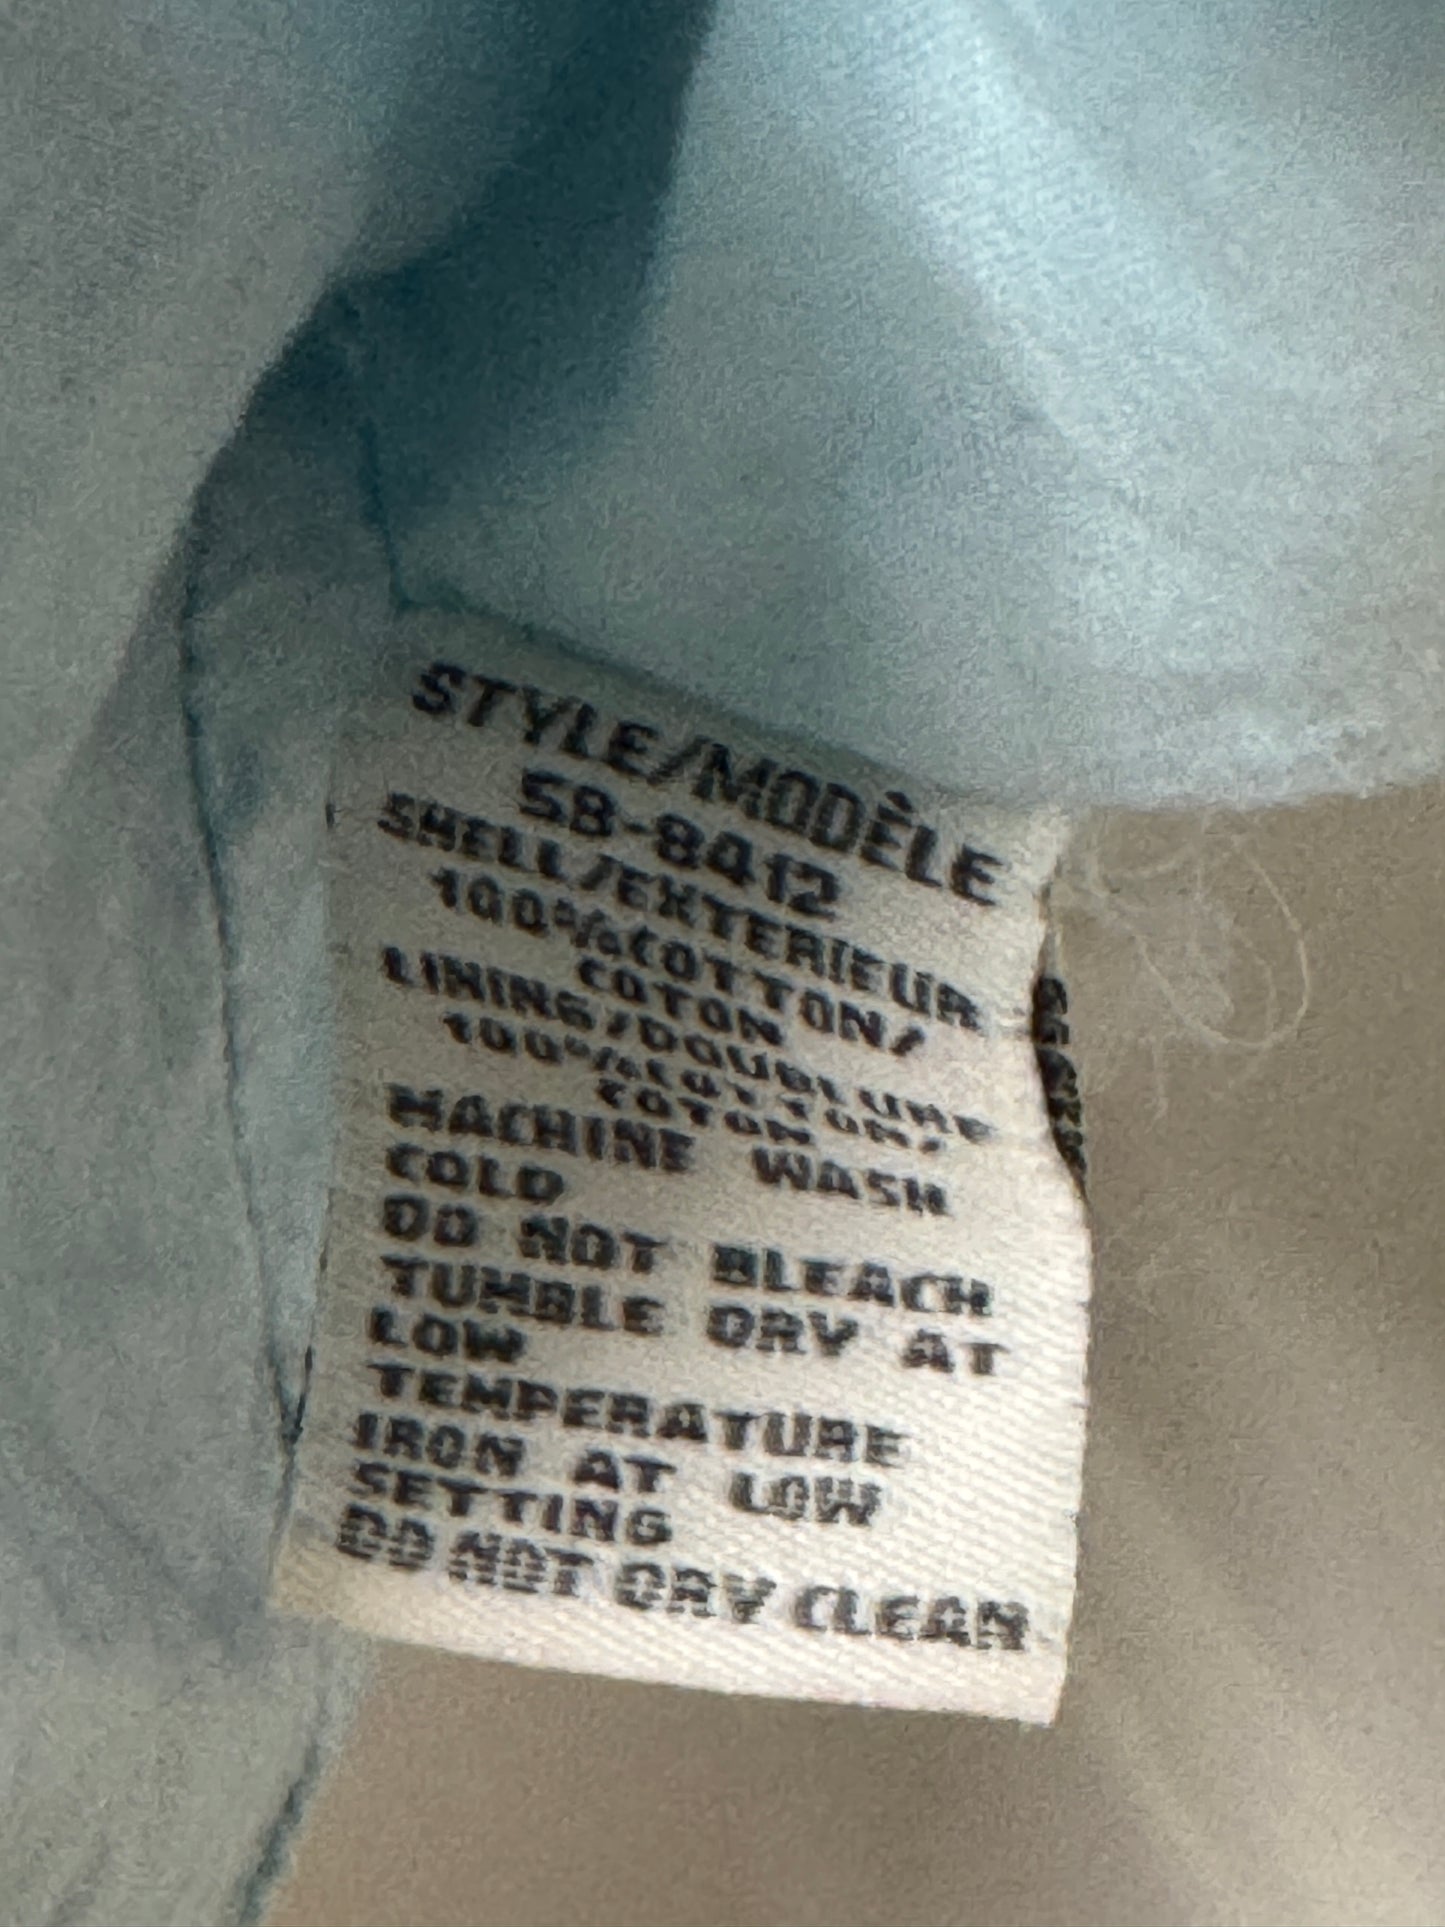 STYLE/MODÈLE
SB-8412
SHELL/EXTERIEUR
100%COTTON/
COTON
LINING/DOUBLURE
100%COTTON/
COTON
MACHINE WASH
COLD
DO NOT BLEACH
TUMBLE DRY AT
LOW
TEMPERATURE
IRON AT LOW
SETTING
DO NOT DRY CLEAN